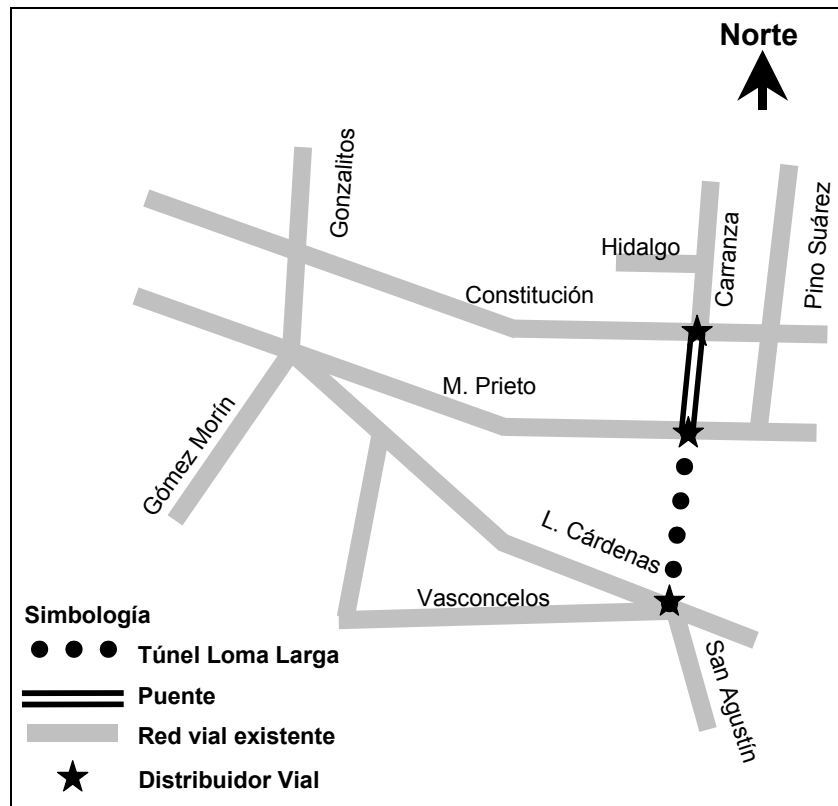 Norte
Gonzalitos
Hidalgo
Carranza
Pino Suárez
Constitución
M. Prieto
Gómez Morín
L. Cárdenas
Vasconcelos
San Agustín
Simbología
Túnel Loma Larga
Puente
Red vial existente
Distribuidor Vial